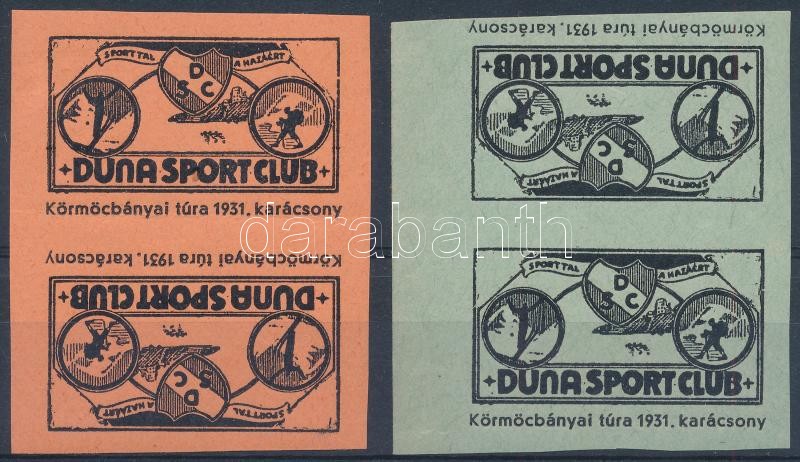 SPORTTAL A HAZÁÉRT
D
S C
DUNA SPORT CLUB
Körmöcbányai túra 1931. karácsony
Körmöcbányai túra 1931. karácsony
DUNA SPORT CLUB
D
S C
SPORTTAL A HAZÁÉRT
Körmöcbányai túra 1931. karácsony
DUNA SPORT CLUB
D
S C
SPORTTAL A HAZÁÉRT
SPORTTAL A HAZÁÉRT
D
S C
DUNA SPORT CLUB
Körmöcbányai túra 1931. karácsony
darabanth